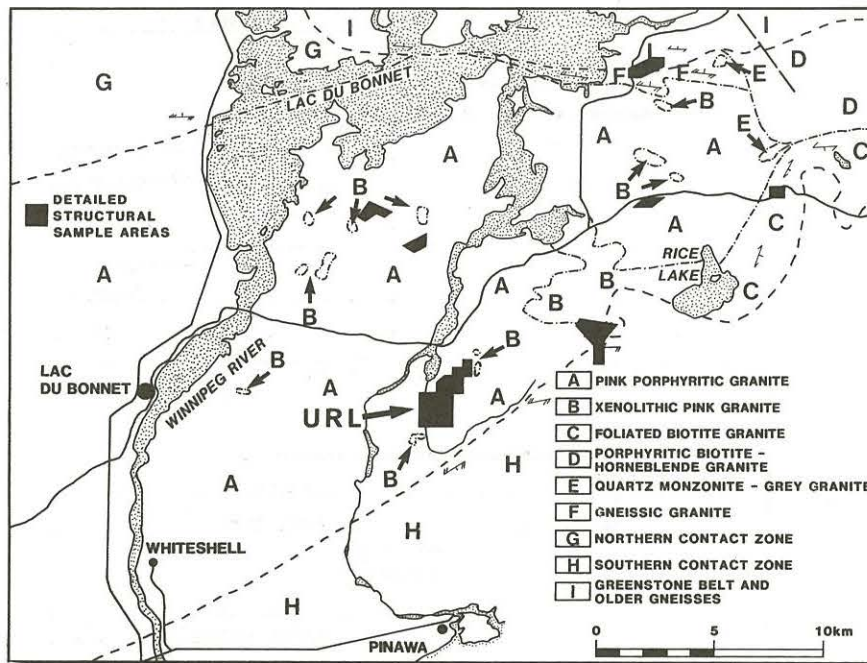 G
I
I
D
LAC DU BONNET
F
I
F
E
B
A
A
A
E
C
DETAILED
STRUCTURAL
SAMPLE AREAS
B
B
A
C
A
A
B
RICE
LAKE
C
A
B
B
B
LAC
DU BONNET
WINNIPEG RIVER
B
A
URL
A
B
H
A
B
WHITESHELL
H
PINAWA
A PINK PORPHYRITIC GRANITE
B XENOLITHIC PINK GRANITE
C FOLIATED BIOTITE GRANITE
D PORPHYRITIC BIOTITE -
HORNEBLENDE GRANITE
E QUARTZ MONZONITE - GREY GRANITE
F GNEISSIC GRANITE
G NORTHERN CONTACT ZONE
H SOUTHERN CONTACT ZONE
I GREENSTONE BELT AND
OLDER GNEISSES
0 5 10km